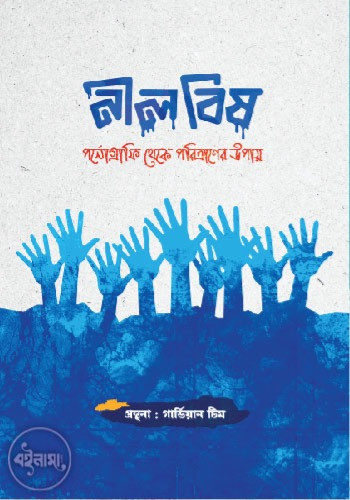 নীল বিষ
পর্নোগ্রাফি থেকে পরিত্রাণের উপায়
গ্রন্থনা : গার্ডিয়ান টিম
বইনামা